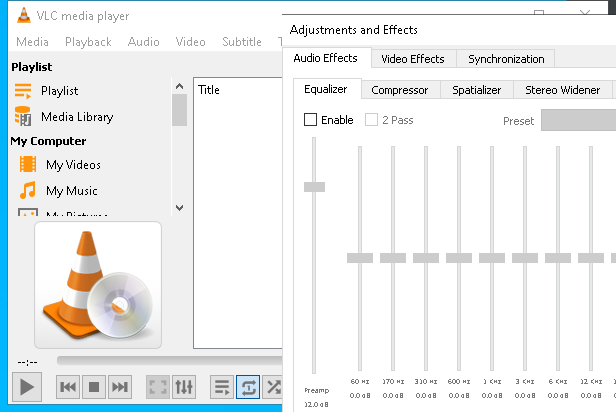 VLC media player
Media Playback Audio Video Subtitle
Playlist
Playlist
Media Library
My Computer
My Videos
My Music
Title
--:--
Adjustments and Effects
Audio Effects Video Effects Synchronization
Equalizer Compressor Spatializer Stereo Widener
Enable 2 Pass Preset
60 Hz 170 Hz 310 Hz 600 Hz 1 KHz 3 KHz 6 KHz 12 KHz
Preamp 0.0 dB 0.0 dB 0.0 dB 0.0 dB 0.0 dB 0.0 dB 0.0 dB 0.0 dB
12.0 dB